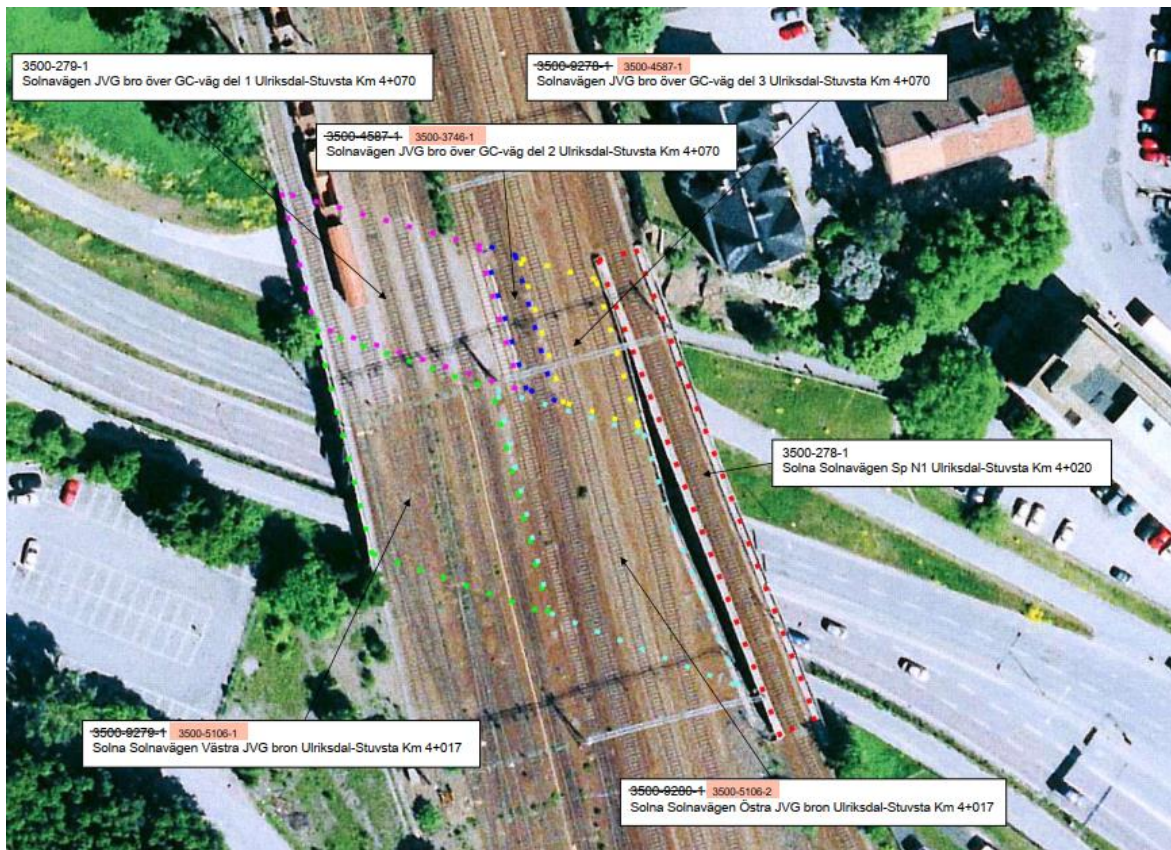 3500-279-1
Solnavägen JVG bro över GC-väg del 1 Ulriksdal-Stuvsta Km 4+070
3500-9278-1 3500-4587-1
Solnavägen JVG bro över GC-väg del 3 Ulriksdal-Stuvsta Km 4+070
3500-4587-1 3500-3746-1
Solnavägen JVG bro över GC-väg del 2 Ulriksdal-Stuvsta Km 4+070
3500-278-1
Solna Solnavägen Sp N1 Ulriksdal-Stuvsta Km 4+020
3500-9279-1 3500-5106-1
Solna Solnavägen Västra JVG bron Ulriksdal-Stuvsta Km 4+017
3500-9280-1 3500-5106-2
Solna Solnavägen Östra JVG bron Ulriksdal-Stuvsta Km 4+017